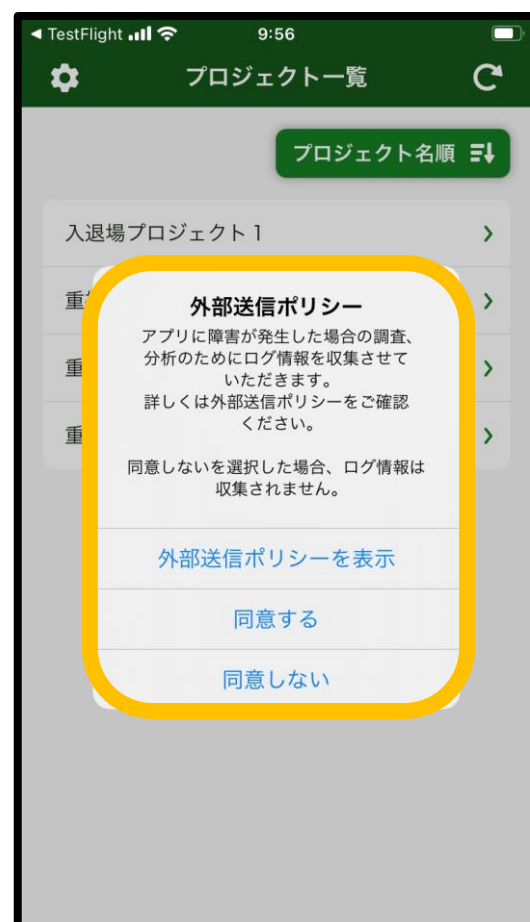 ◀ TestFlight 9:56
プロジェクト一覧
プロジェクト名順
入退場プロジェクト1
重
重
重
外部送信ポリシー
アプリに障害が発生した場合の調査、
分析のためにログ情報を収集させて
いただきます。
詳しくは外部送信ポリシーをご確認
ください。
同意しないを選択した場合、ログ情報は
収集されません。
外部送信ポリシーを表示
同意する
同意しない